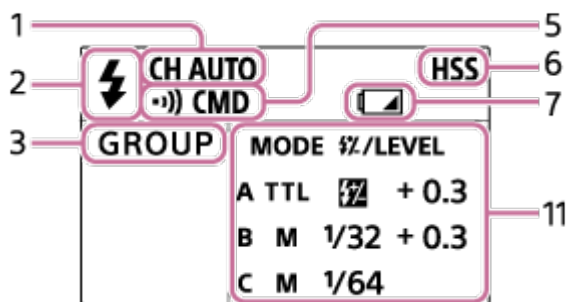 1
5
2
CH AUTO
HSS
6
•))) CMD
7
3
GROUP
MODE /LEVEL
A TTL + 0.3
11
B M 1/32 + 0.3
C M 1/64